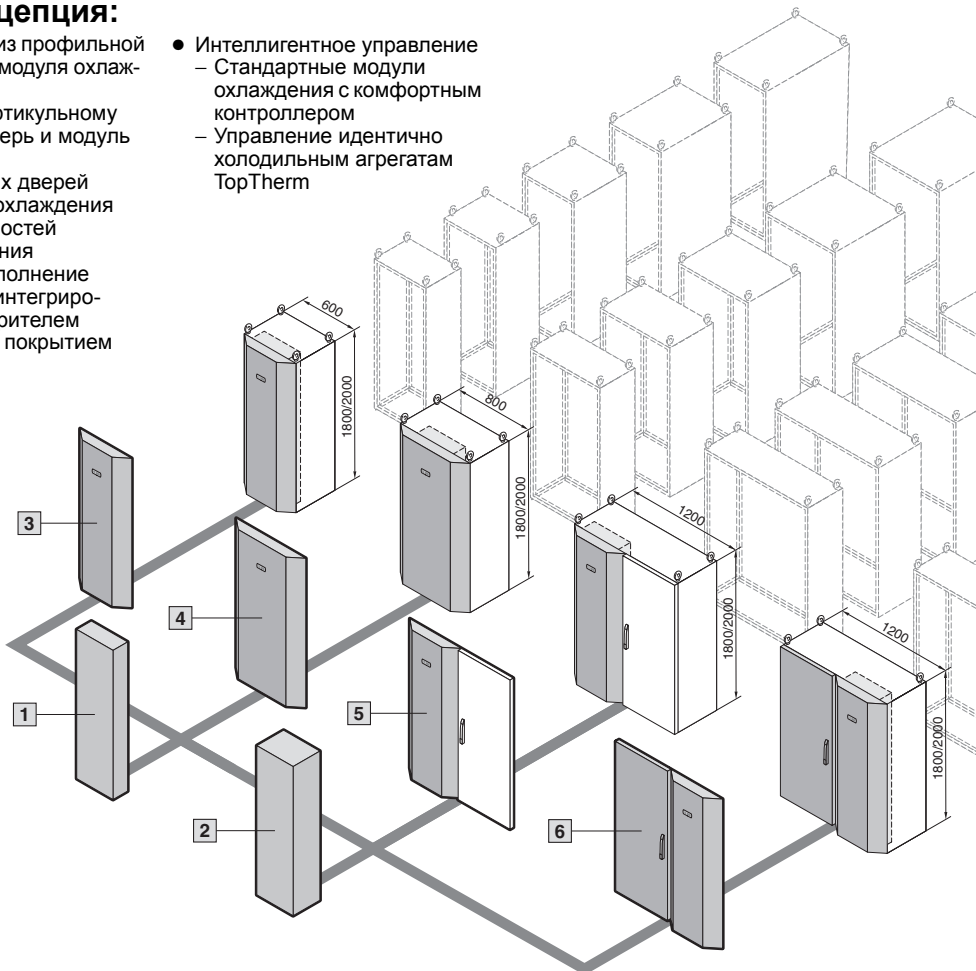 цепция:
из профильной
модуля охлаж-
ртикульному
ерь и модуль
х дверей
охлаждения
остей
ния
полнение
интегриро-
рителем
покрытием
● Интеллигентное управление
– Стандартные модули
охлаждения с комфортным
контроллером
– Управление идентично
холодильным агрегатам
TopTherm
600
1800/2000
800
1800/2000
1200
1800/2000
1200
1800/2000
3
4
1
5
2
6